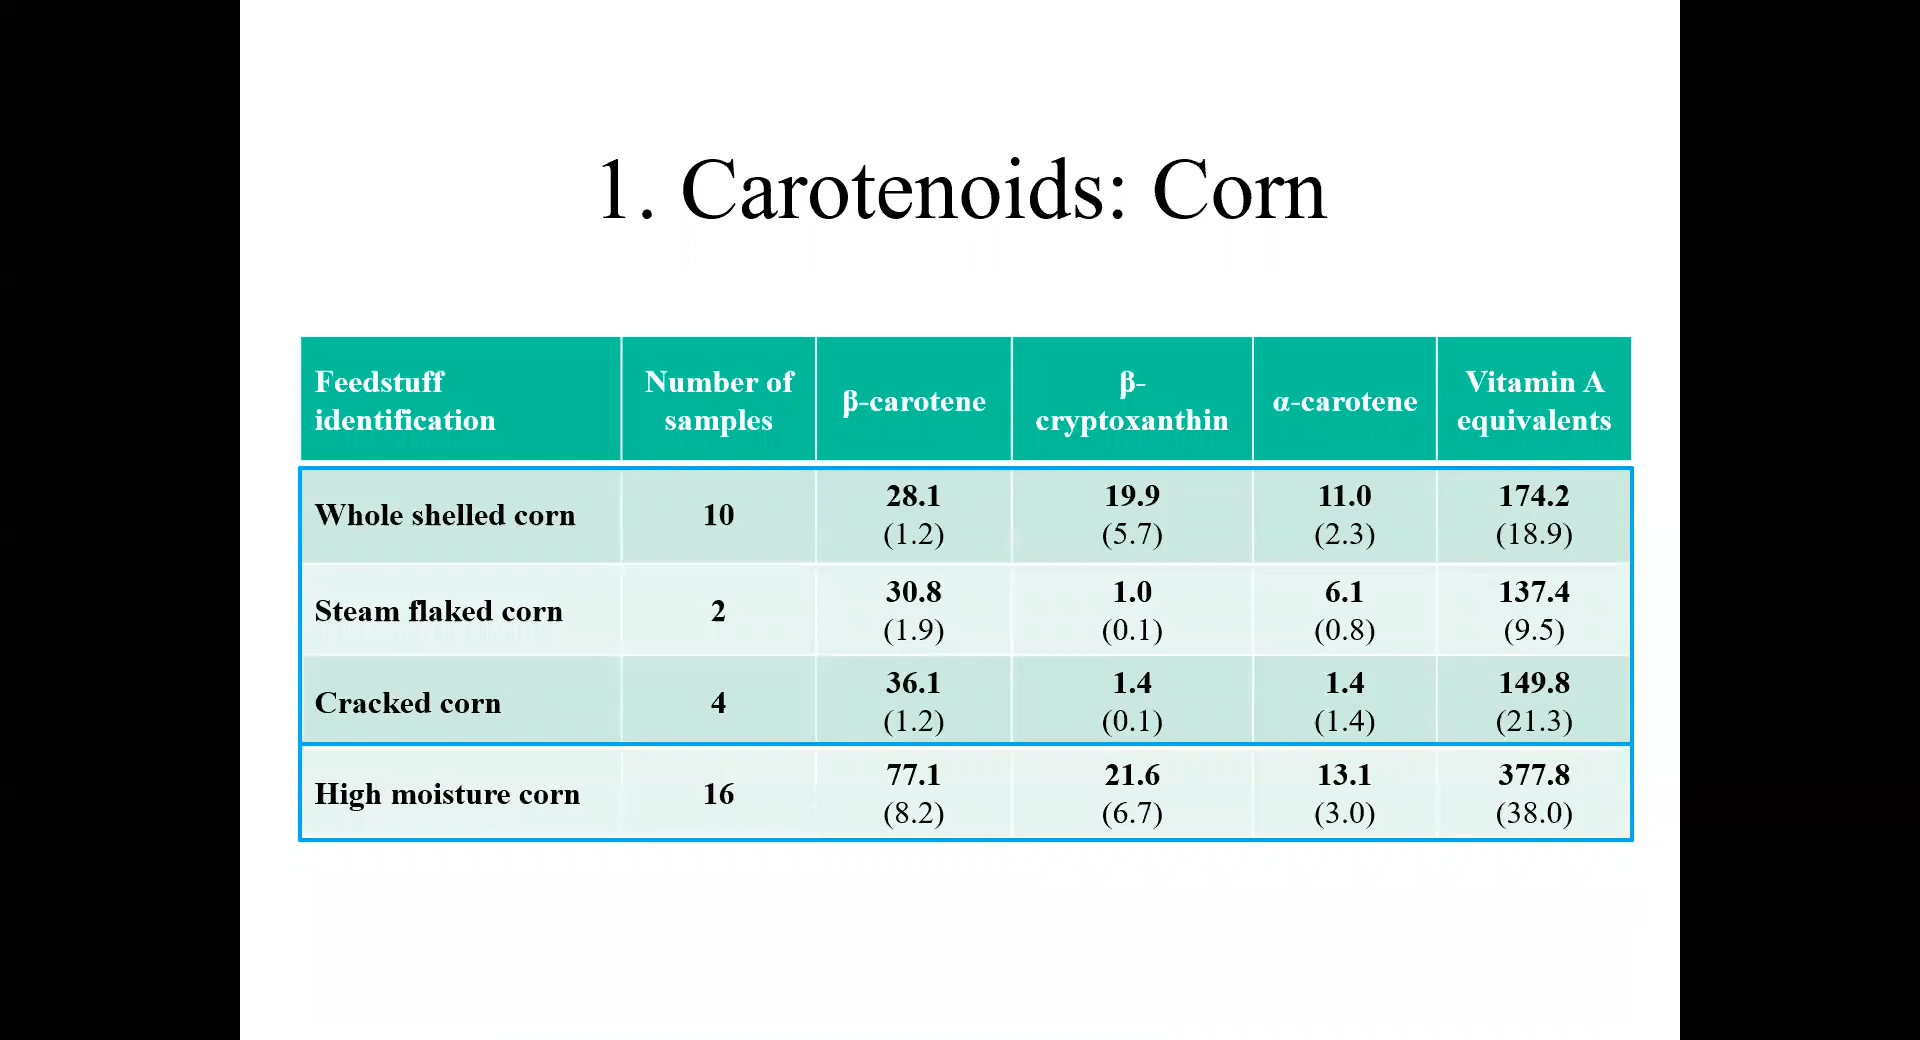 1. Carotenoids: Corn
Feedstuff identification Number of samples β-carotene β-cryptoxanthin α-carotene Vitamin A equivalents
Whole shelled corn 10 28.1 (1.2) 19.9 (5.7) 11.0 (2.3) 174.2 (18.9)
Steam flaked corn 2 30.8 (1.9) 1.0 (0.1) 6.1 (0.8) 137.4 (9.5)
Cracked corn 4 36.1 (1.2) 1.4 (0.1) 1.4 (1.4) 149.8 (21.3)
High moisture corn 16 77.1 (8.2) 21.6 (6.7) 13.1 (3.0) 377.8 (38.0)